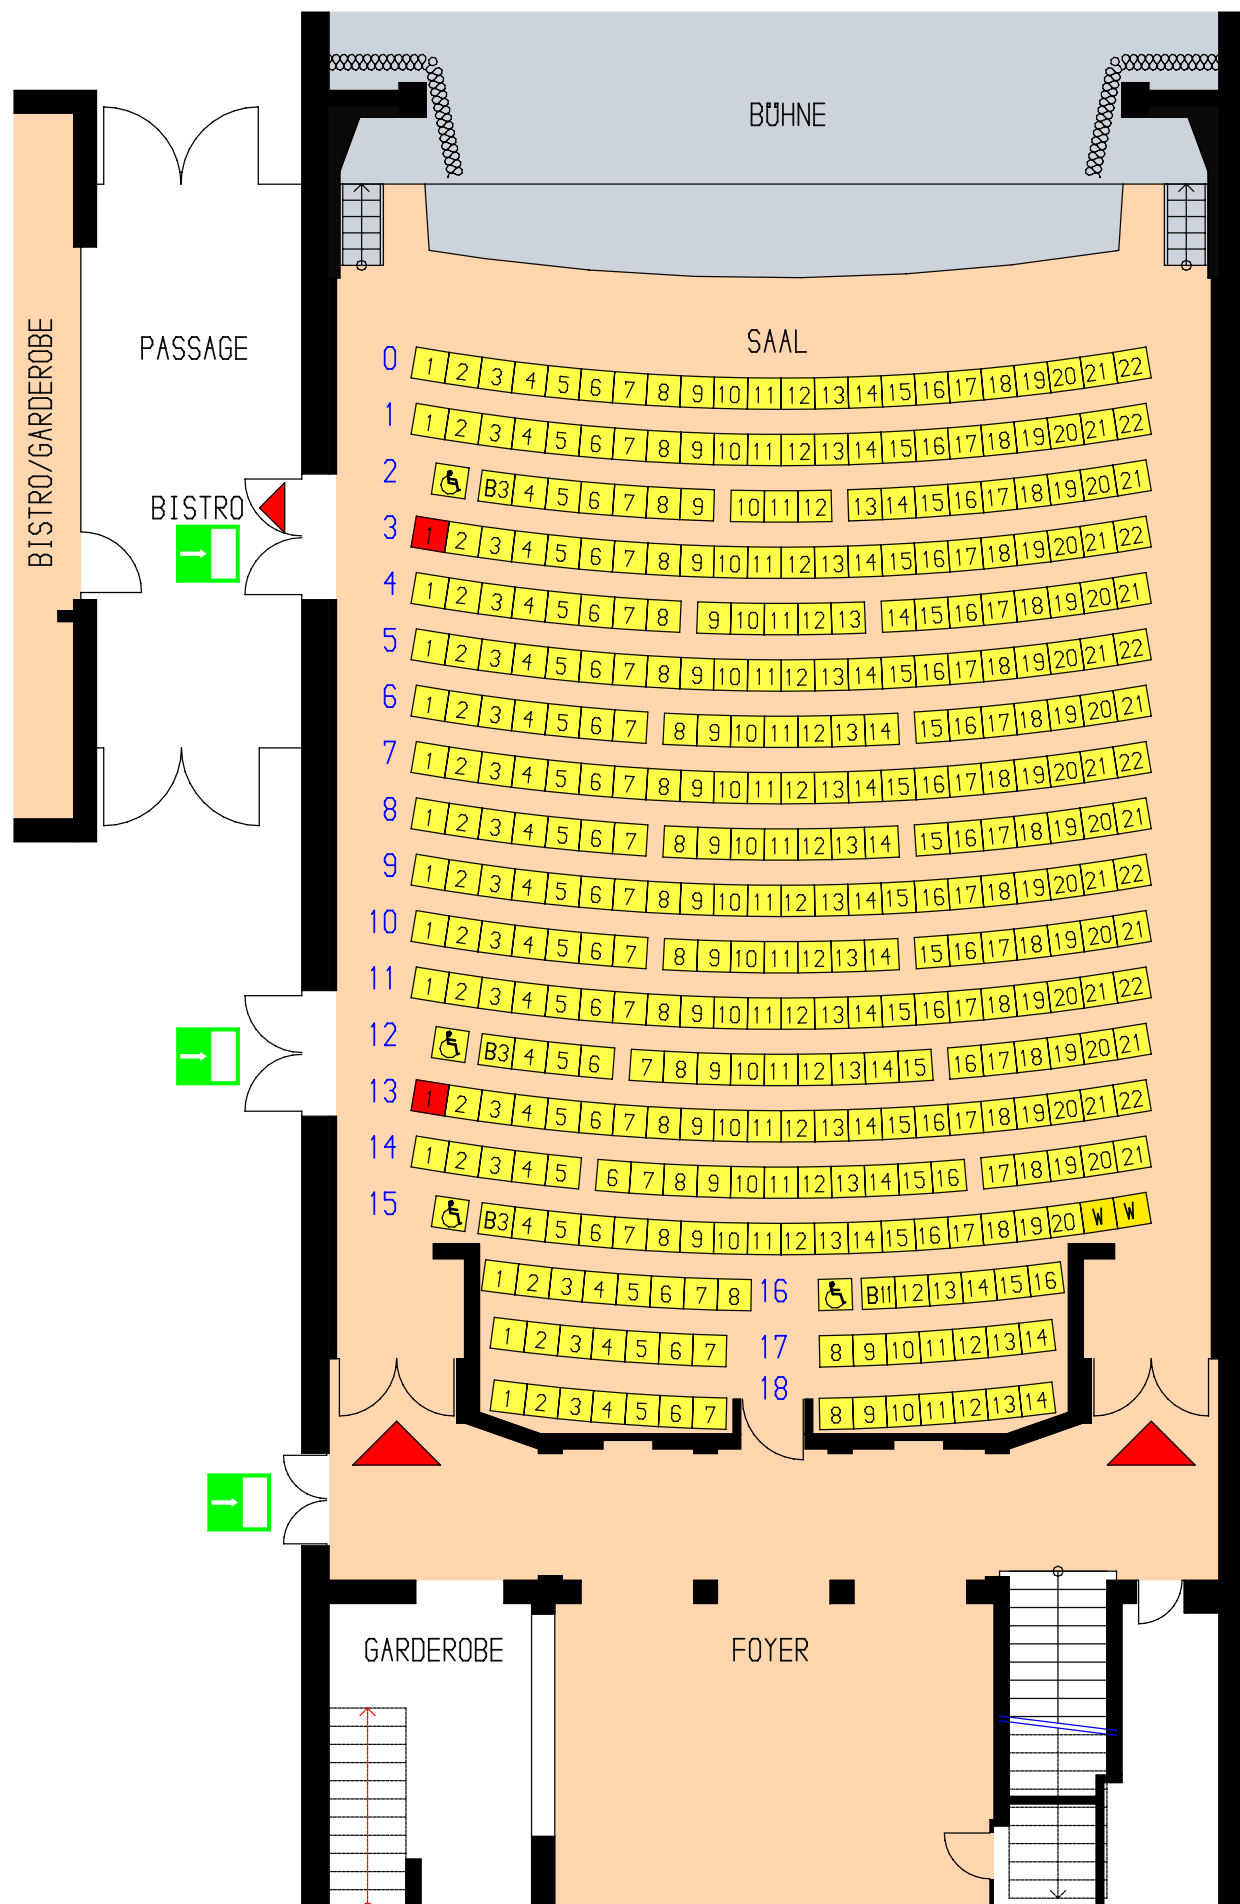 BÜHNE
SAAL
PASSAGE
BISTRO/GARDEROBE
BISTRO
0 1 2 3 4 5 6 7 8 9 10 11 12 13 14 15 16 17 18 19 20 21 22
1 1 2 3 4 5 6 7 8 9 10 11 12 13 14 15 16 17 18 19 20 21 22
2 B3 4 5 6 7 8 9 10 11 12 13 14 15 16 17 18 19 20 21
3 1 2 3 4 5 6 7 8 9 10 11 12 13 14 15 16 17 18 19 20 21 22
4 1 2 3 4 5 6 7 8 9 10 11 12 13 14 15 16 17 18 19 20 21
5 1 2 3 4 5 6 7 8 9 10 11 12 13 14 15 16 17 18 19 20 21 22
6 1 2 3 4 5 6 7 8 9 10 11 12 13 14 15 16 17 18 19 20 21
7 1 2 3 4 5 6 7 8 9 10 11 12 13 14 15 16 17 18 19 20 21 22
8 1 2 3 4 5 6 7 8 9 10 11 12 13 14 15 16 17 18 19 20 21
9 1 2 3 4 5 6 7 8 9 10 11 12 13 14 15 16 17 18 19 20 21 22
10 1 2 3 4 5 6 7 8 9 10 11 12 13 14 15 16 17 18 19 20 21
11 1 2 3 4 5 6 7 8 9 10 11 12 13 14 15 16 17 18 19 20 21 22
12 B3 4 5 6 7 8 9 10 11 12 13 14 15 16 17 18 19 20 21
13 1 2 3 4 5 6 7 8 9 10 11 12 13 14 15 16 17 18 19 20 21 22
14 1 2 3 4 5 6 7 8 9 10 11 12 13 14 15 16 17 18 19 20 21
15 B3 4 5 6 7 8 9 10 11 12 13 14 15 16 17 18 19 20 W W
1 2 3 4 5 6 7 8 16 B11 12 13 14 15 16
1 2 3 4 5 6 7 17 8 9 10 11 12 13 14
18
1 2 3 4 5 6 7 8 9 10 11 12 13 14
GARDEROBE
FOYER